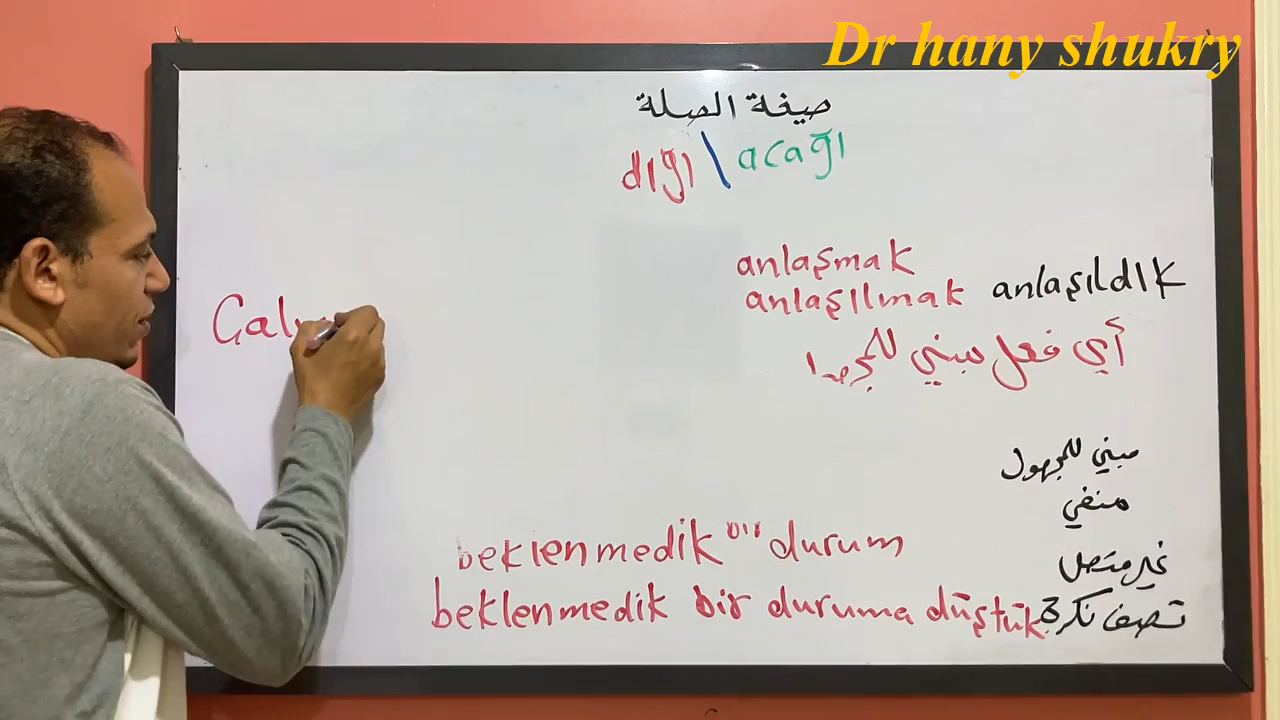 Dr hany shukry
صيغة الصلة
dığı \ acağı
anlaşmak
anlaşılmak anlaşıldık
أي فعل مبني للمجهول
مبني للمجهول
منفي
غير متصل
تصف نكرة
beklenmedik bir durum
beklenmedik bir duruma düştük